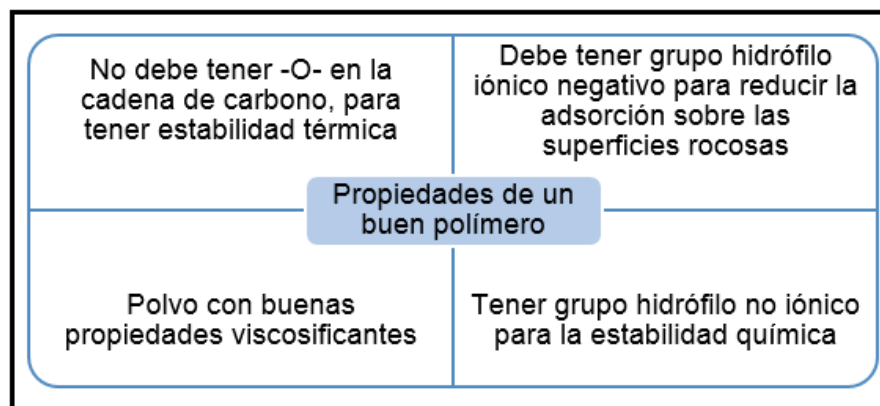 No debe tener -O- en la
cadena de carbono, para
tener estabilidad térmica
Debe tener grupo hidrófilo
iónico negativo para reducir la
adsorción sobre las
superficies rocosas
Propiedades de un
buen polímero
Polvo con buenas
propiedades viscosificantes
Tener grupo hidrófilo no iónico
para la estabilidad química